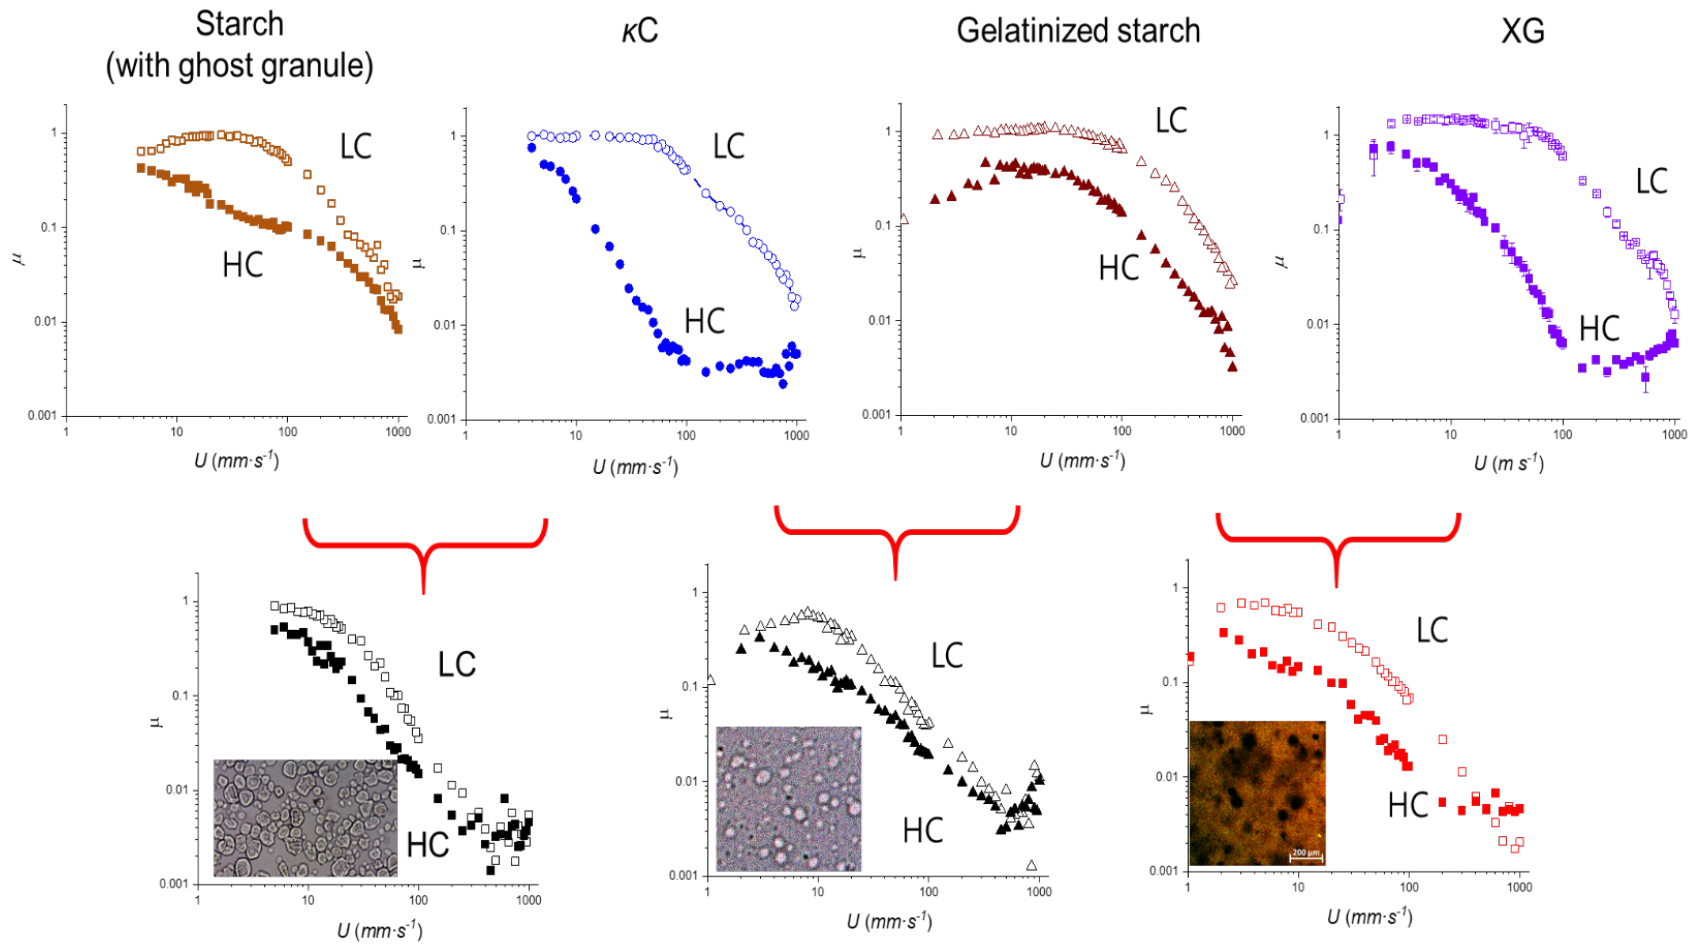 Starch
(with ghost granule)
κC
Gelatinized starch
XG
1
0.1
0.01
0.001
μ
LC
HC
1
10
100
1000
U (mm·s-1)
1
0.1
0.01
0.001
μ
LC
HC
1
10
100
1000
U (mm·s-1)
1
0.1
0.01
0.001
μ
LC
HC
1
10
100
1000
U (mm·s-1)
1
0.1
0.01
0.001
μ
LC
HC
1
10
100
1000
U (m s-1)
1
0.1
0.01
0.001
μ
LC
HC
1
10
100
1000
U (mm·s-1)
1
0.1
0.01
0.001
μ
LC
HC
1
10
100
1000
U (mm·s-1)
1
0.1
0.01
0.001
μ
LC
HC
200 μm
1
10
100
1000
U (mm·s-1)